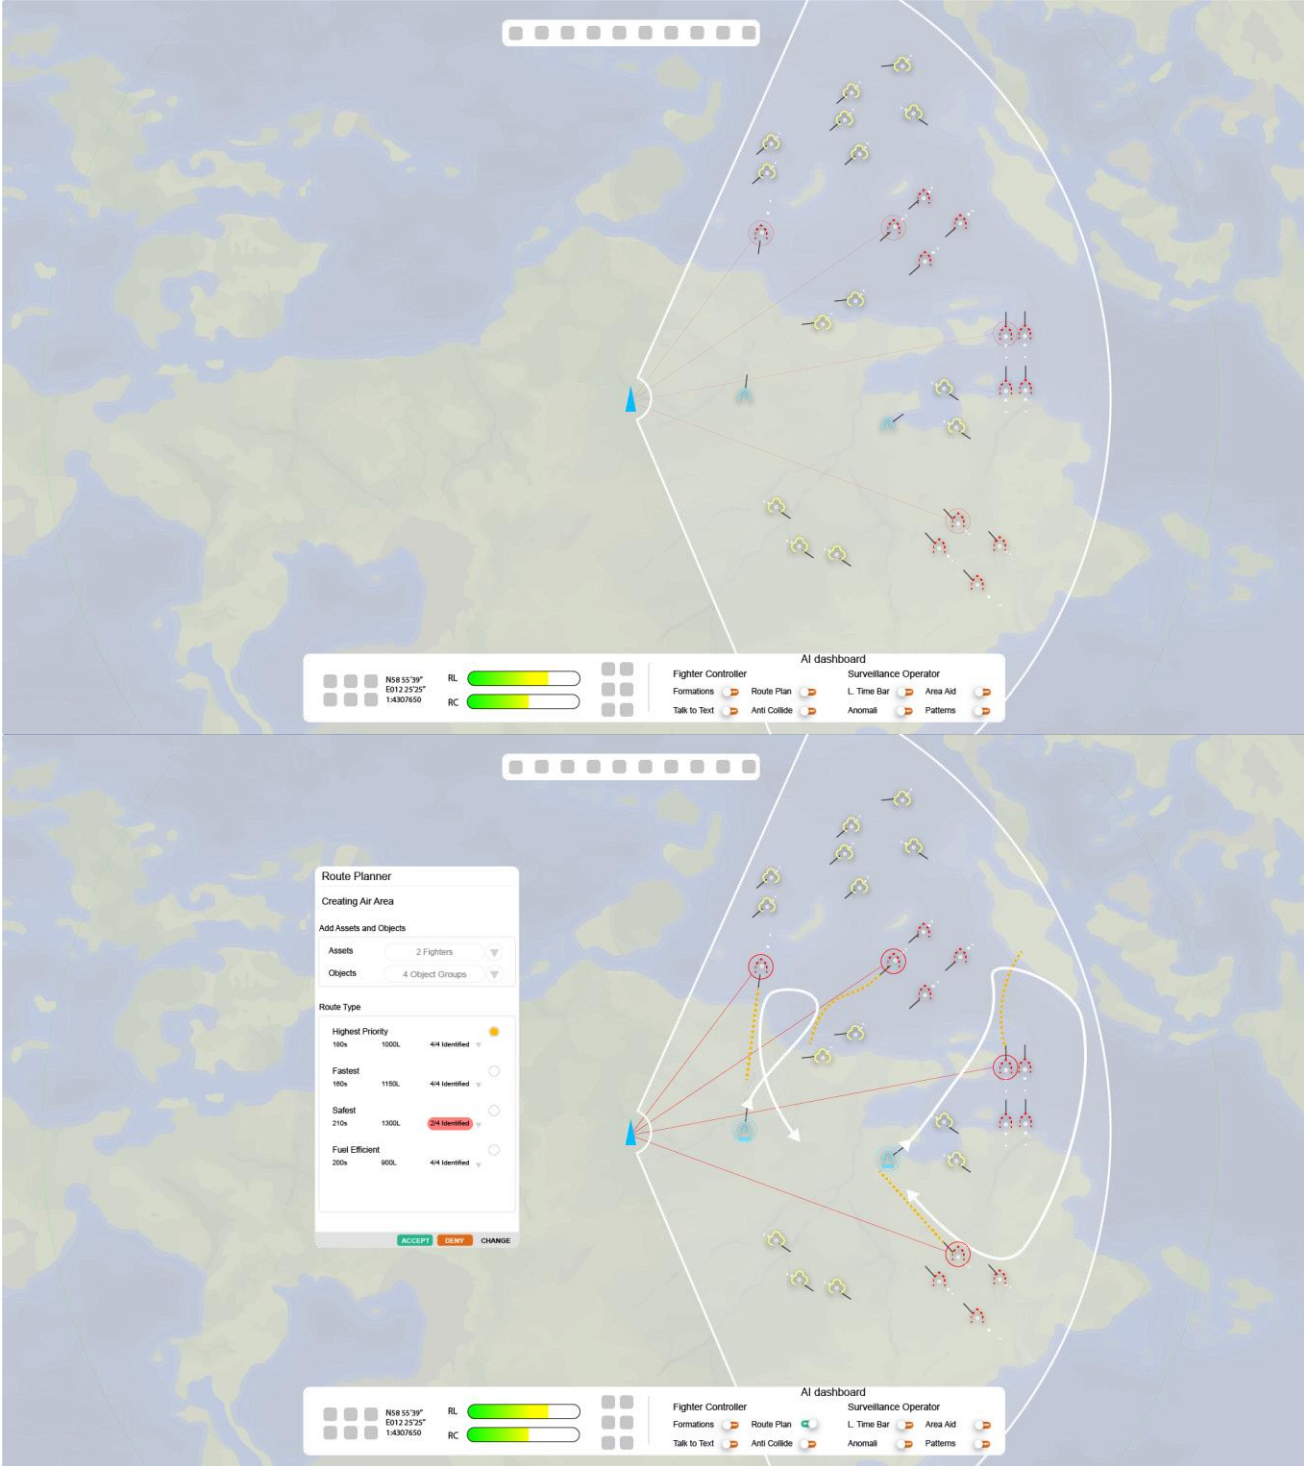 AI dashboard
Fighter Controller Surveillance Operator
N58 55'39" RL
E012 25'25"
1:4307650 RC
Formations Route Plan L. Time Bar Area Aid
Talk to Text Anti Collide Anomali Patterns
Route Planner
Creating Air Area
Add Assets and Objects
Assets 2 Fighters
Objects 4 Object Groups
Route Type
Highest Priority
180s 1000L 4/4 Identified
Fastest
160s 1150L 4/4 Identified
Safest
210s 1300L 2/4 Identified
Fuel Efficient
200s 900L 4/4 Identified
ACCEPT DENY CHANGE
AI dashboard
Fighter Controller Surveillance Operator
N58 55'39" RL
E012 25'25"
1:4307650 RC
Formations Route Plan L. Time Bar Area Aid
Talk to Text Anti Collide Anomali Patterns